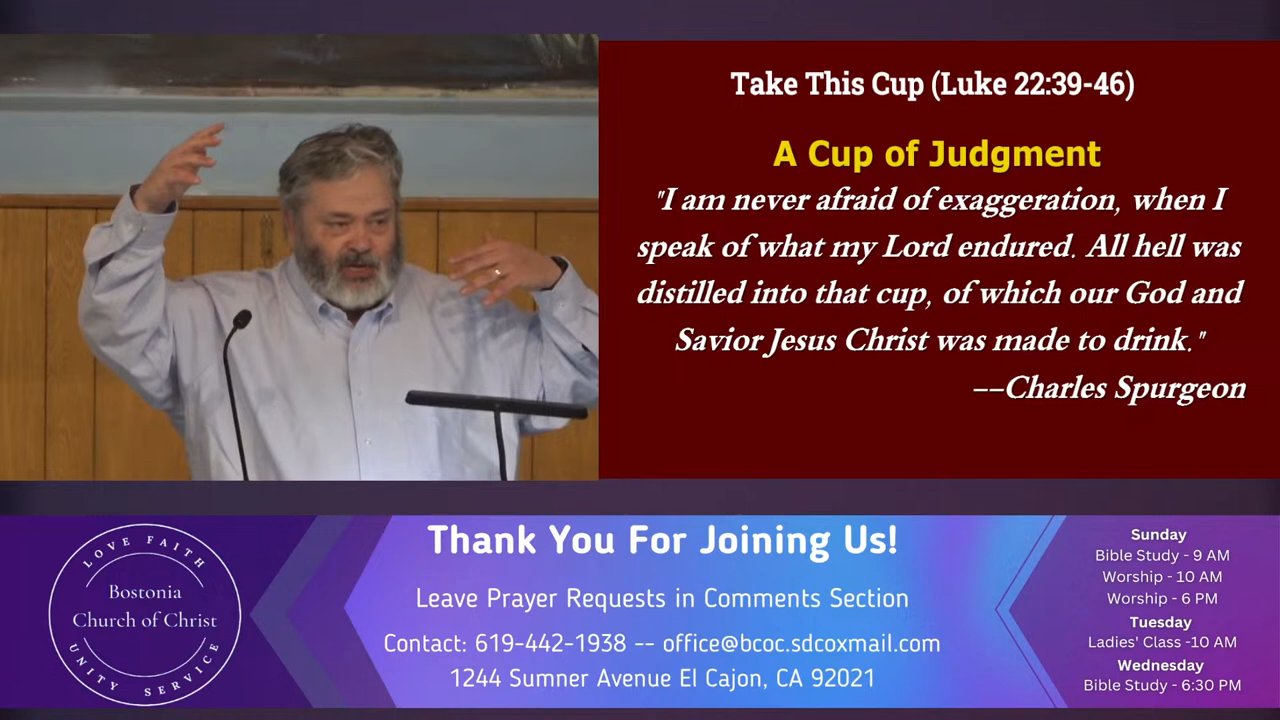 Take This Cup (Luke 22:39-46)
A Cup of Judgment
"I am never afraid of exaggeration, when I
speak of what my Lord endured. All hell was
distilled into that cup, of which our God and
Savior Jesus Christ was made to drink."
--Charles Spurgeon
LOVE FAITH
Bostonia
Church of Christ
UNITY SERVICE
Thank You For Joining Us!
Leave Prayer Requests in Comments Section
Contact: 619-442-1938 -- office@bcoc.sdcoxmail.com
1244 Sumner Avenue El Cajon, CA 92021
Sunday
Bible Study - 9 AM
Worship - 10 AM
Worship - 6 PM
Tuesday
Ladies' Class -10 AM
Wednesday
Bible Study - 6:30 PM